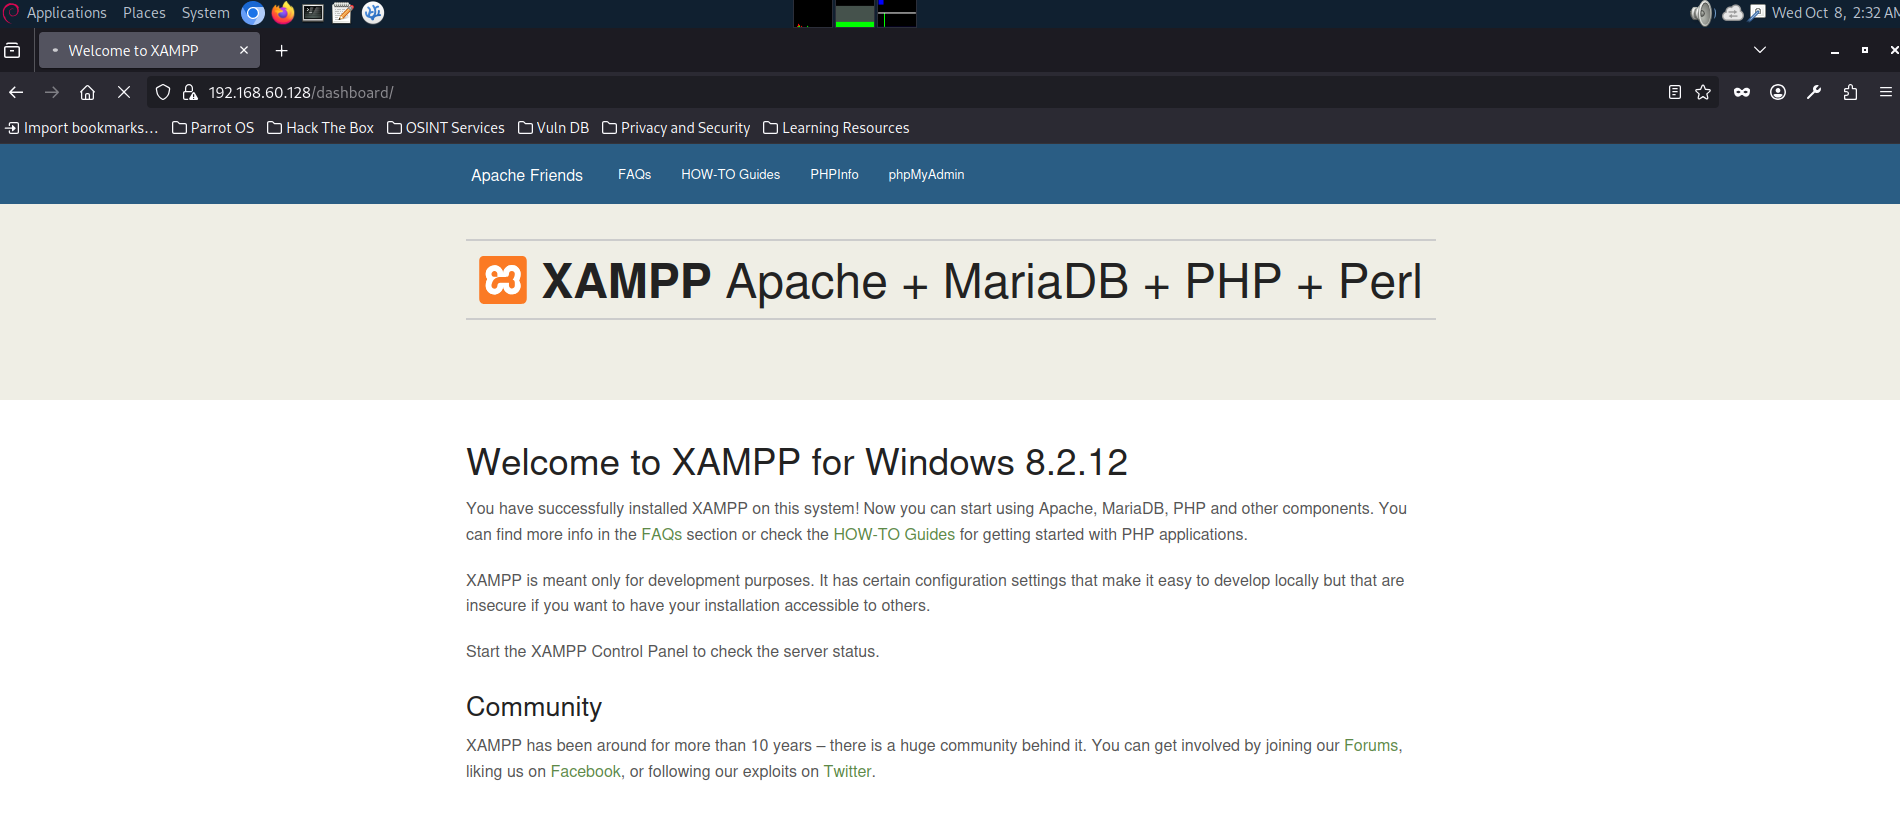 Applications Places System Wed Oct 8, 2:32 AM
Welcome to XAMPP
192.168.60.128/dashboard/
Import bookmarks... Parrot OS Hack The Box OSINT Services Vuln DB Privacy and Security Learning Resources
Apache Friends FAQs HOW-TO Guides PHPInfo phpMyAdmin
XAMPP Apache + MariaDB + PHP + Perl
Welcome to XAMPP for Windows 8.2.12
You have successfully installed XAMPP on this system! Now you can start using Apache, MariaDB, PHP and other components. You
can find more info in the FAQs section or check the HOW-TO Guides for getting started with PHP applications.
XAMPP is meant only for development purposes. It has certain configuration settings that make it easy to develop locally but that are
insecure if you want to have your installation accessible to others.
Start the XAMPP Control Panel to check the server status.
Community
XAMPP has been around for more than 10 years – there is a huge community behind it. You can get involved by joining our Forums,
liking us on Facebook, or following our exploits on Twitter.